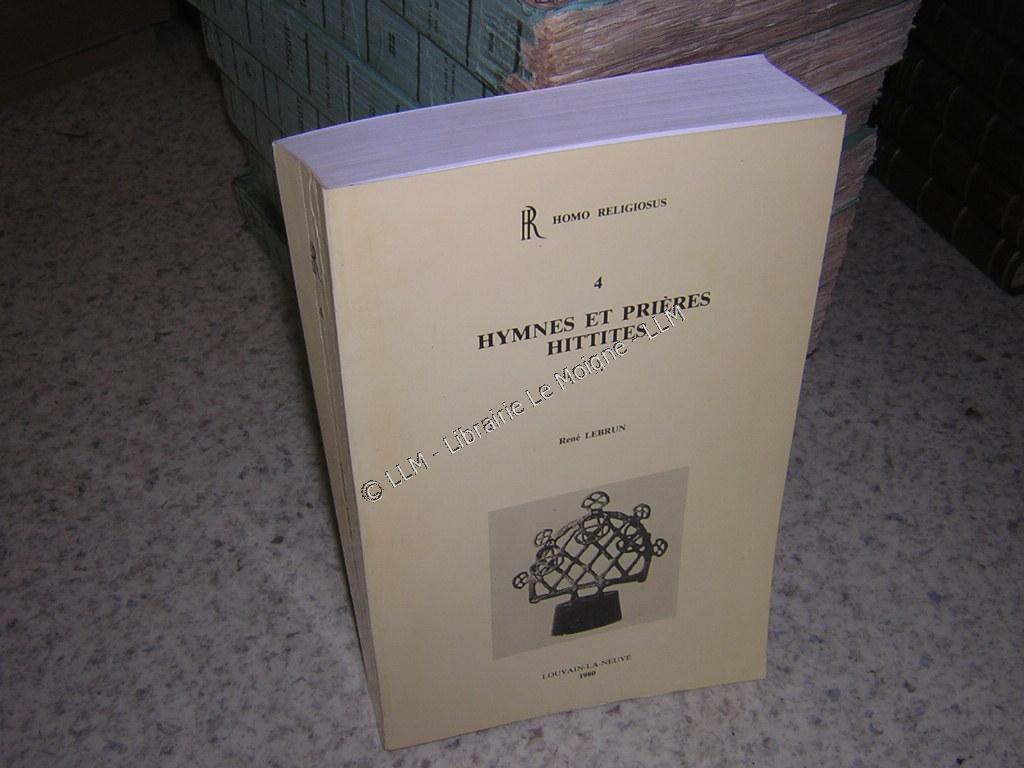 HOMO RELIGIOSUS
4
HYMNES ET PRIÈRES
HITTITES
© LLM - Librairie Le Moigne - LLM
René LEBRUN
LOUVAIN-LA-NEUVE
1980